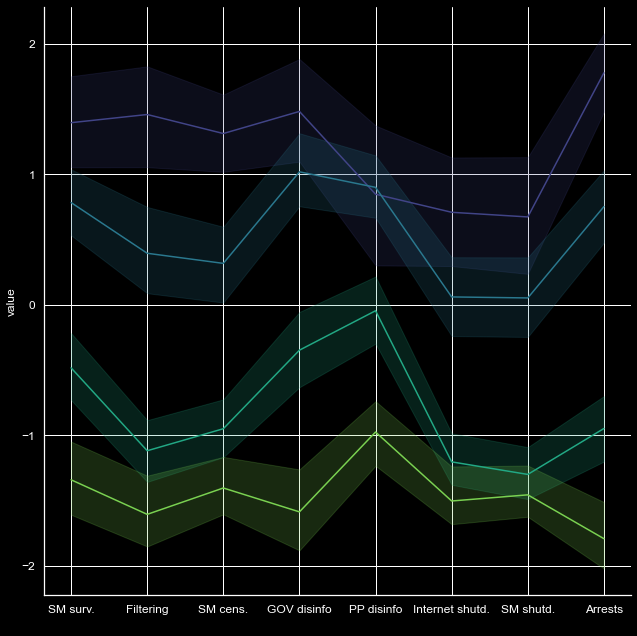 2
1
0
−1
−2
value
SM surv.
Filtering
SM cens.
GOV disinfo
PP disinfo
Internet shutd.
SM shutd.
Arrests